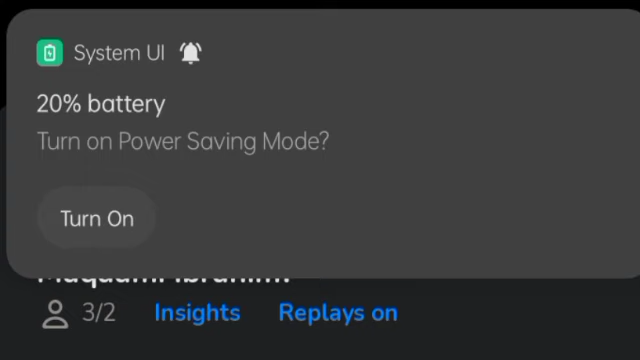 System UI
20% battery
Turn on Power Saving Mode?
Turn On
3/2 Insights Replays on